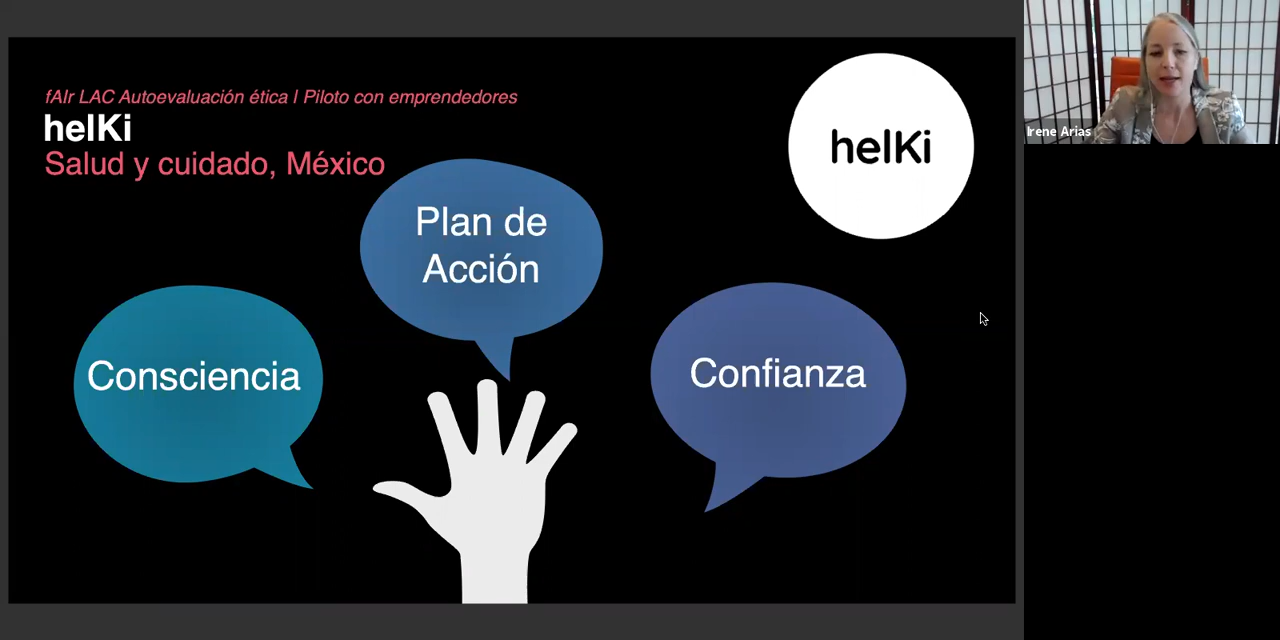 fAIr LAC Autoevaluación ética I Piloto con emprendedores
helKi
Salud y cuidado, México
helKi
Plan de
Acción
Consciencia
Confianza
Irene Arias